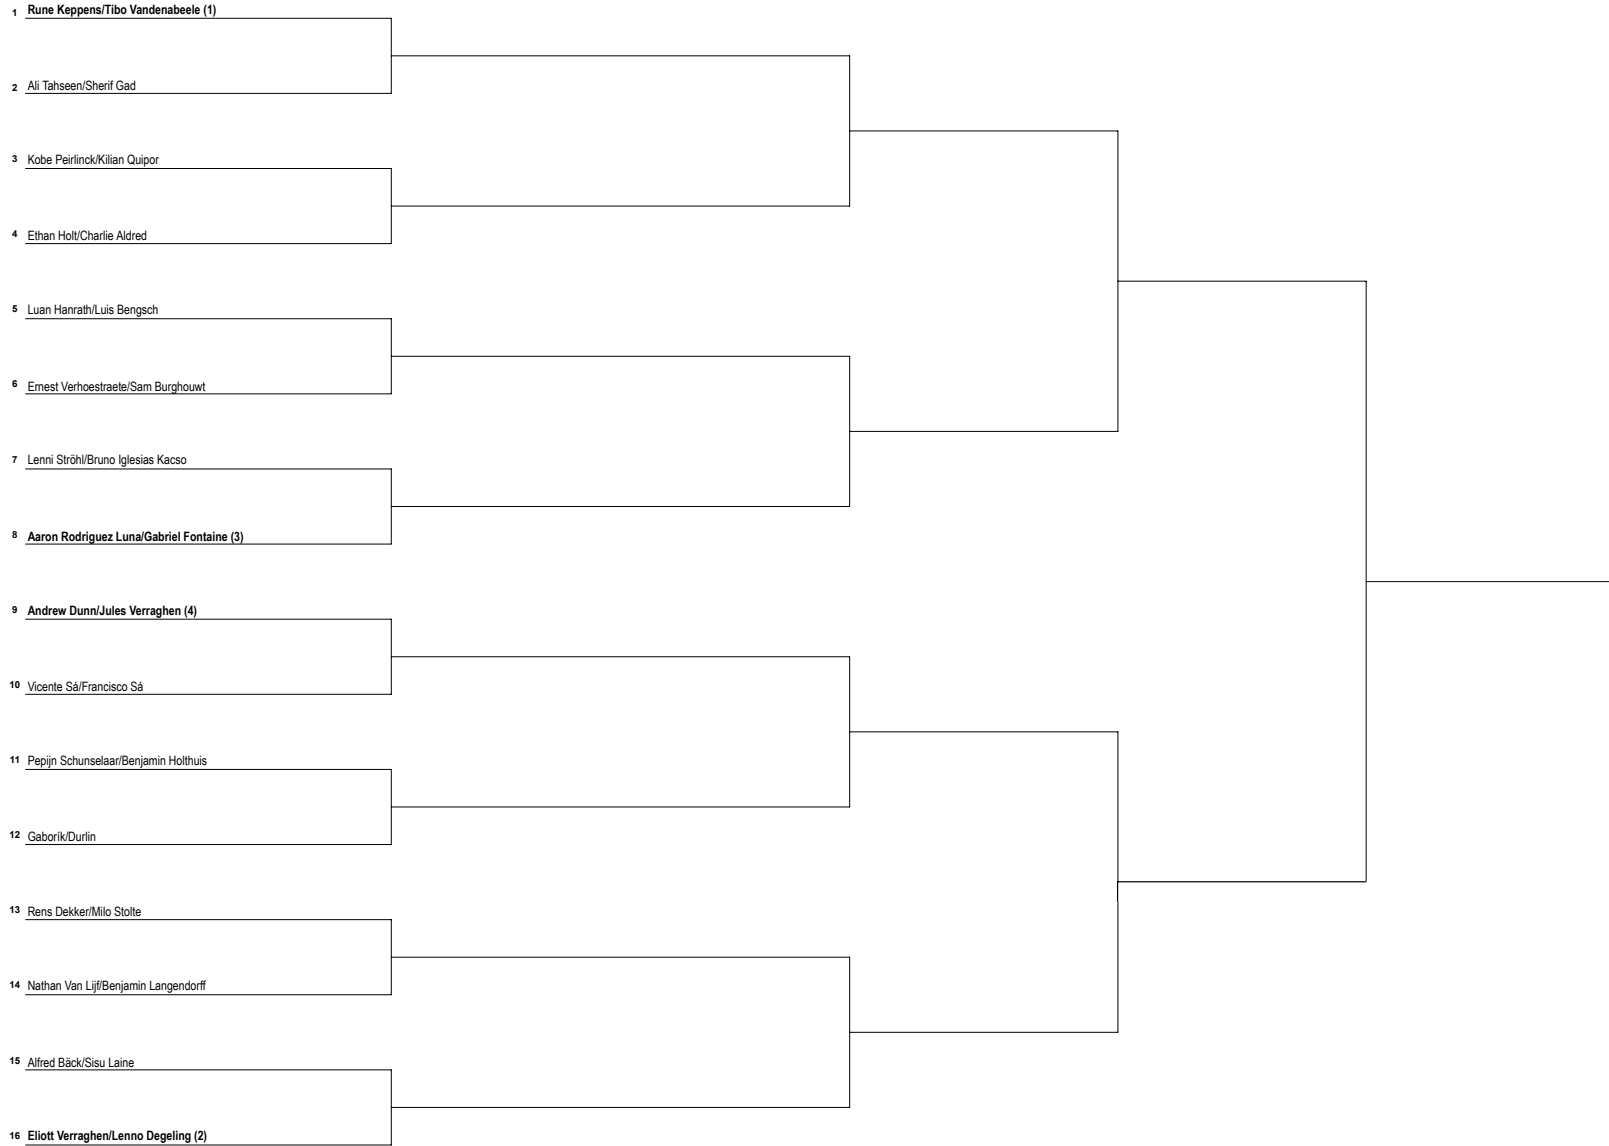 1 Rune Keppens/Tibo Vandenabeele (1)
2 Ali Tahseen/Sherif Gad
3 Kobe Peirlinck/Kilian Quipor
4 Ethan Holt/Charlie Aldred
5 Luan Hanrath/Luis Bengsch
6 Ernest Verhoestraete/Sam Burghouwt
7 Lenni Ströhl/Bruno Iglesias Kacso
8 Aaron Rodriguez Luna/Gabriel Fontaine (3)
9 Andrew Dunn/Jules Verraghen (4)
10 Vicente Sá/Francisco Sá
11 Pepijn Schunselaar/Benjamin Holthuis
12 Gaborík/Durlin
13 Rens Dekker/Milo Stolte
14 Nathan Van Lijf/Benjamin Langendorff
15 Alfred Bäck/Sisu Laine
16 Eliott Verraghen/Lenno Degeling (2)